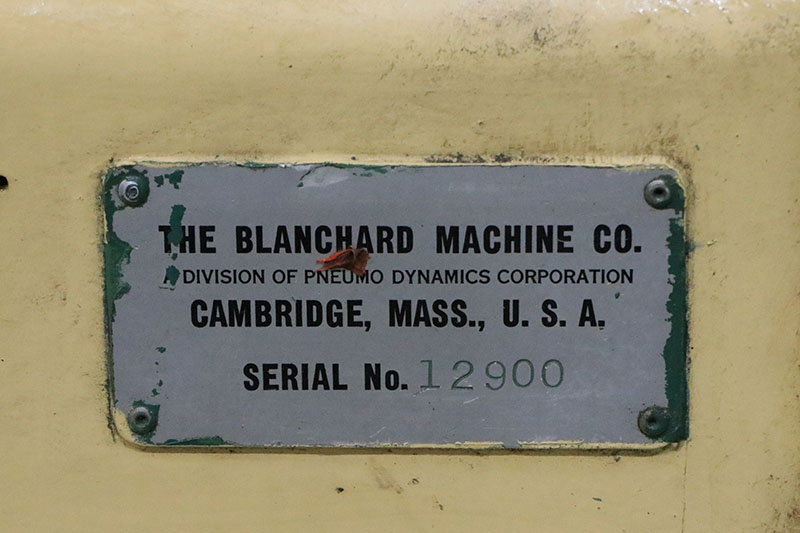 THE BLANCHARD MACHINE CO.
A DIVISION OF PNEUMO DYNAMICS CORPORATION
CAMBRIDGE, MASS., U. S. A.
SERIAL No. 12900